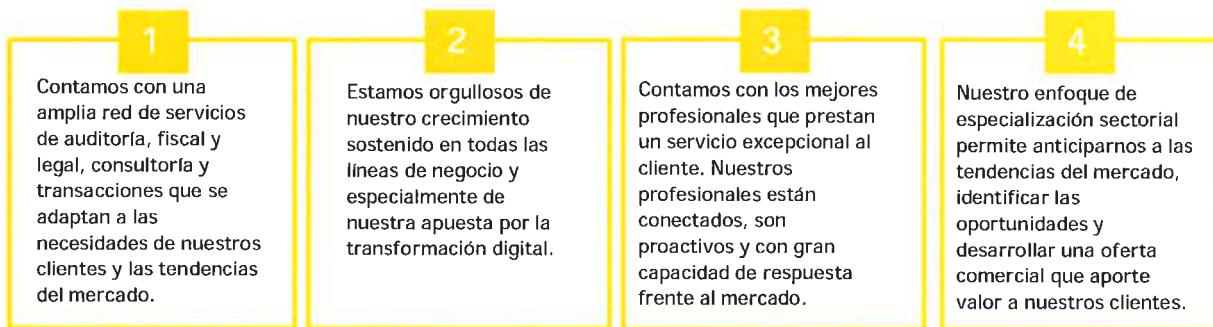 1
Contamos con una
amplia red de servicios
de auditoría, fiscal y
legal, consultoría y
transacciones que se
adaptan a las
necesidades de nuestros
clientes y las tendencias
del mercado.
2
Estamos orgullosos de
nuestro crecimiento
sostenido en todas las
líneas de negocio y
especialmente de
nuestra apuesta por la
transformación digital.
3
Contamos con los mejores
profesionales que prestan
un servicio excepcional al
cliente. Nuestros
profesionales están
conectados, son
proactivos y con gran
capacidad de respuesta
frente al mercado.
4
Nuestro enfoque de
especialización sectorial
permite anticiparnos a las
tendencias del mercado,
identificar las
oportunidades y
desarrollar una oferta
comercial que aporte
valor a nuestros clientes.